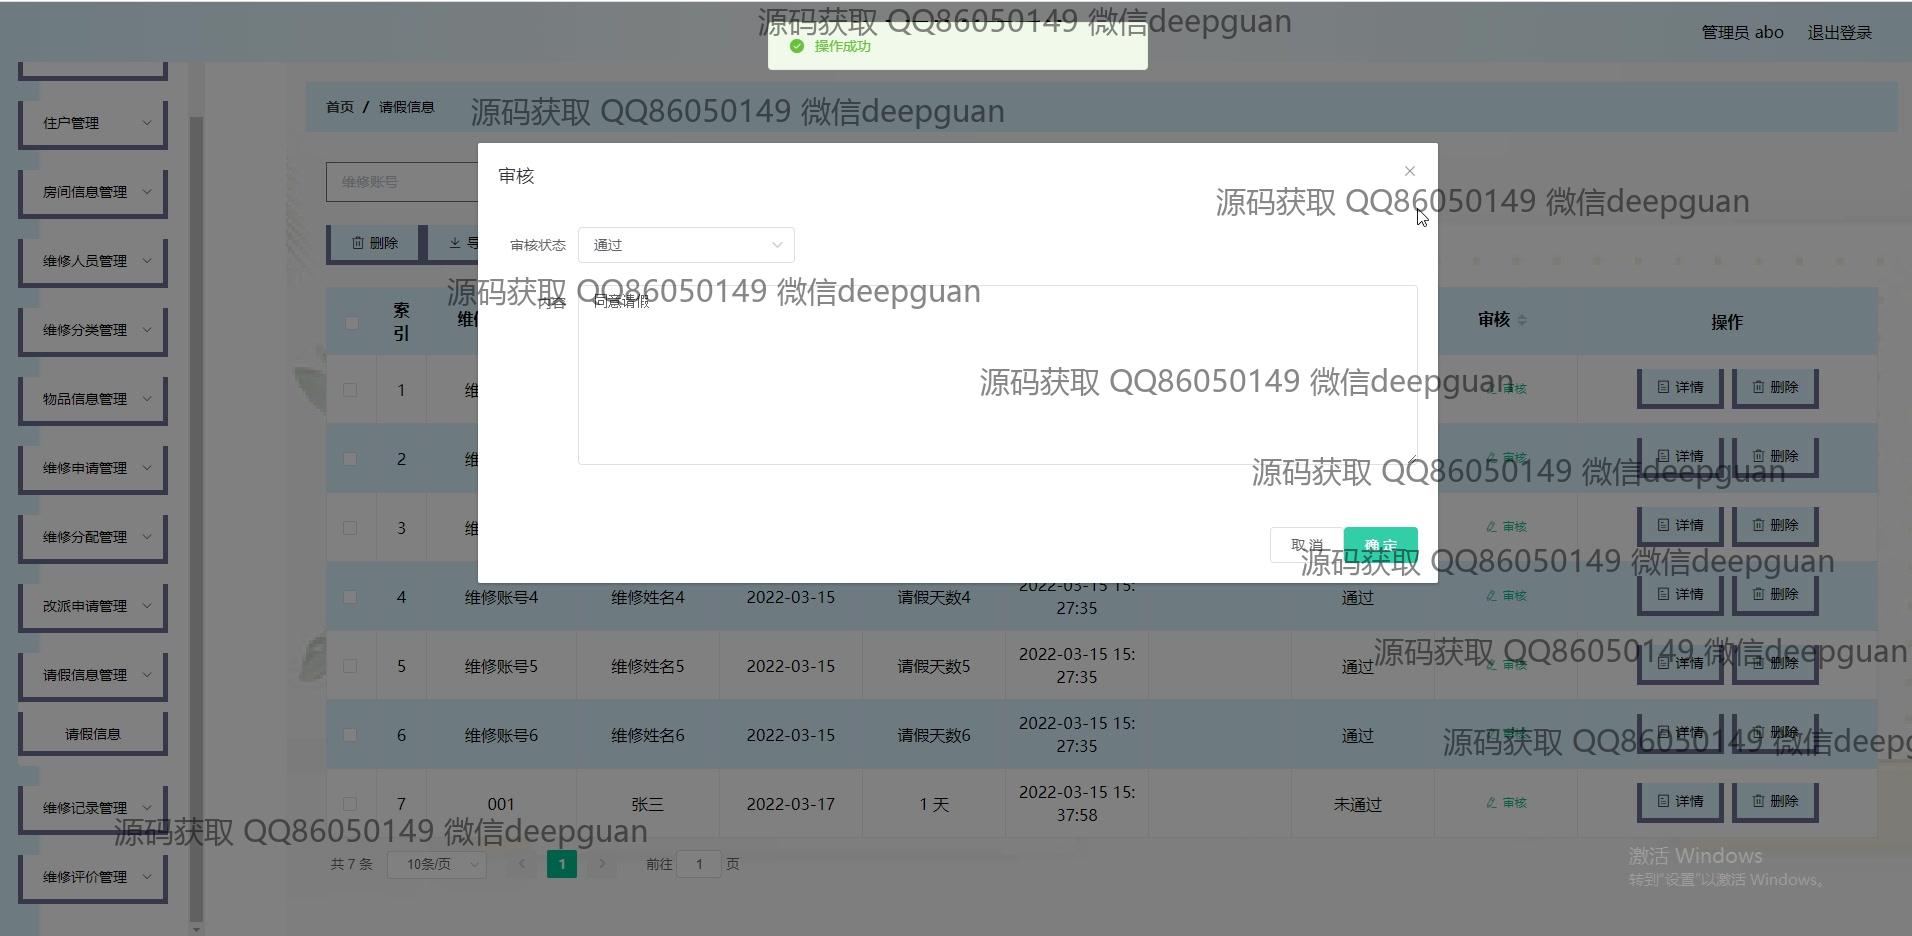 源码获取 QQ86050149 微信deepguan
操作成功
管理员 abo 退出登录
首页 / 请假信息
源码获取 QQ86050149 微信deepguan
住户管理
房间信息管理
维修人员管理
维修分类管理
物品信息管理
维修申请管理
维修分配管理
改派申请管理
请假信息管理
请假信息
维修记录管理
维修评价管理
维修账号
删除
审核
源码获取 QQ86050149 微信deepguan
审核状态 通过
源码获取 QQ86050149 微信deepguan
内容 同意请假
源码获取 QQ86050149 微信deepguan
源码获取 QQ86050149 微信deepguan
取消 确定
源码获取 QQ86050149 微信deepguan
索引 审核 操作
1 审核 详情 删除
2 审核 详情 删除
3 审核 详情 删除
4 维修账号4 维修姓名4 2022-03-15 请假天数4 2022-03-15 15:
27:35 通过 审核 详情 删除
源码获取 QQ86050149 微信deepguan
5 维修账号5 维修姓名5 2022-03-15 请假天数5 2022-03-15 15:
27:35 通过 审核 详情 删除
6 维修账号6 维修姓名6 2022-03-15 请假天数6 2022-03-15 15:
27:35 通过 审核 详情 删除
源码获取 QQ86050149 微信deep
7 001 张三 2022-03-17 1 天 2022-03-15 15:
37:58 未通过 审核 详情 删除
源码获取 QQ86050149 微信deepguan
共 7 条 10条/页 1 前往 1 页
激活 Windows
转到“设置”以激活 Windows。